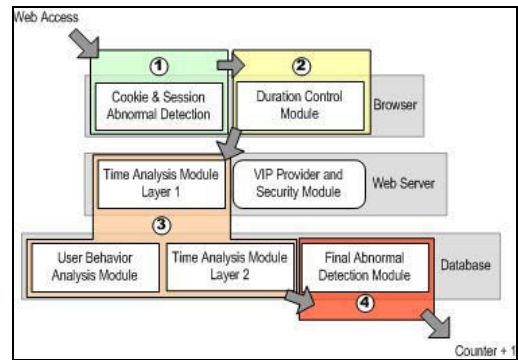 Web Access
① ②
Cookie & Session
Abnormal Detection
Duration Control
Module
Browser
Time Analysis Module
Layer 1
VIP Provider and
Security Module
Web Server
③
User Behavior
Analysis Module
Time Analysis Module
Layer 2
Final Abnormal
Detection Module
Database
④
Counter + 1